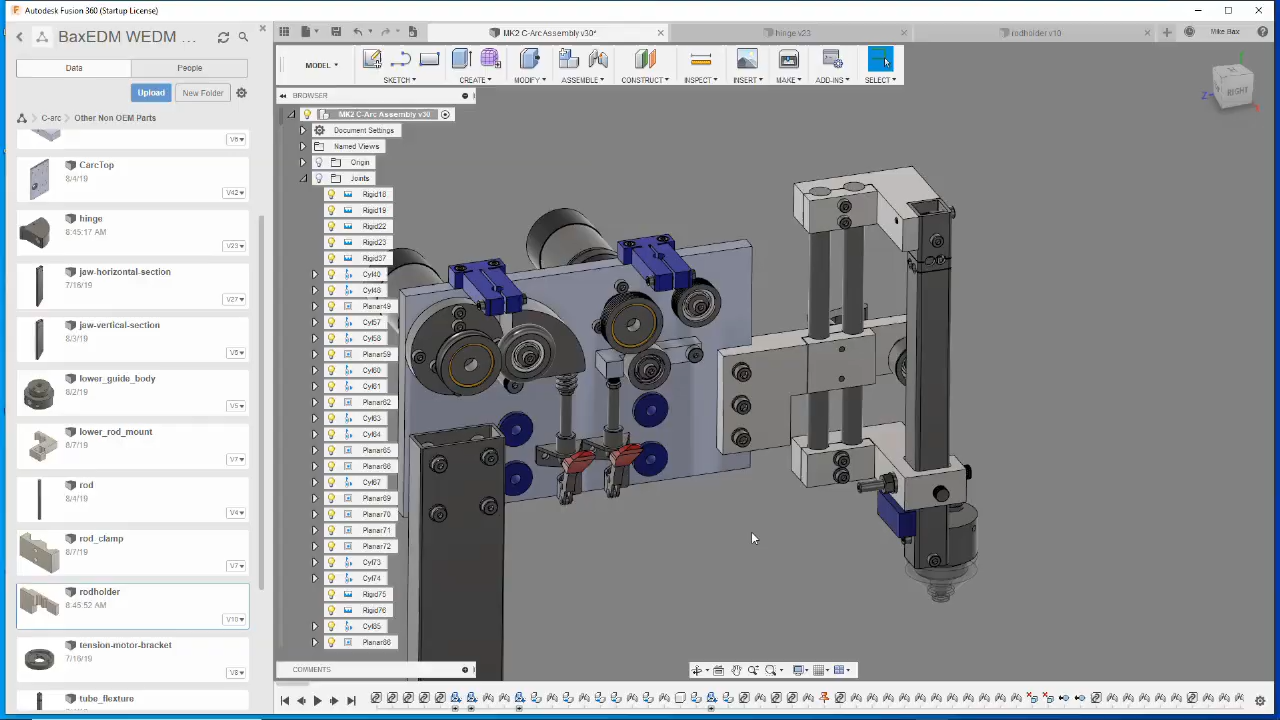 Autodesk Fusion 360 (Startup License)
BaxEDM WEDM ...
MK2 C-Arc Assembly v30*
hinge v23
rodholder v10
Mike Bax
Data
People
Upload
New Folder
MODEL
SKETCH
CREATE
MODIFY
ASSEMBLE
CONSTRUCT
INSPECT
INSERT
MAKE
ADD-INS
SELECT
C-arc
Other Non OEM Parts
V6
CarcTop
8/4/19
V42
hinge
8:45:17 AM
V23
jaw-horizontal-section
7/16/19
V27
jaw-vertical-section
8/3/19
lower_guide_body
8/2/19
V5
lower_rod_mount
8/7/19
V7
rod
8/4/19
V4
rod_clamp
8/7/19
V7
rodholder
8:45:52 AM
V10
tension-motor-bracket
7/16/19
V8
tube_flexture
BROWSER
MK2 C-Arc Assembly v30
Document Settings
Named Views
Origin
Joints
Rigid18
Rigid19
Rigid22
Rigid23
Rigid37
Cyl40
Cyl48
Planar49
Cyl57
Cyl58
Planar59
Cyl60
Cyl61
Planar62
Cyl63
Cyl64
Planar65
Planar66
Cyl67
Planar69
Planar70
Planar71
Planar72
Cyl73
Cyl74
Rigid75
Rigid76
Cyl85
Planar86
COMMENTS
RIGHT
Z